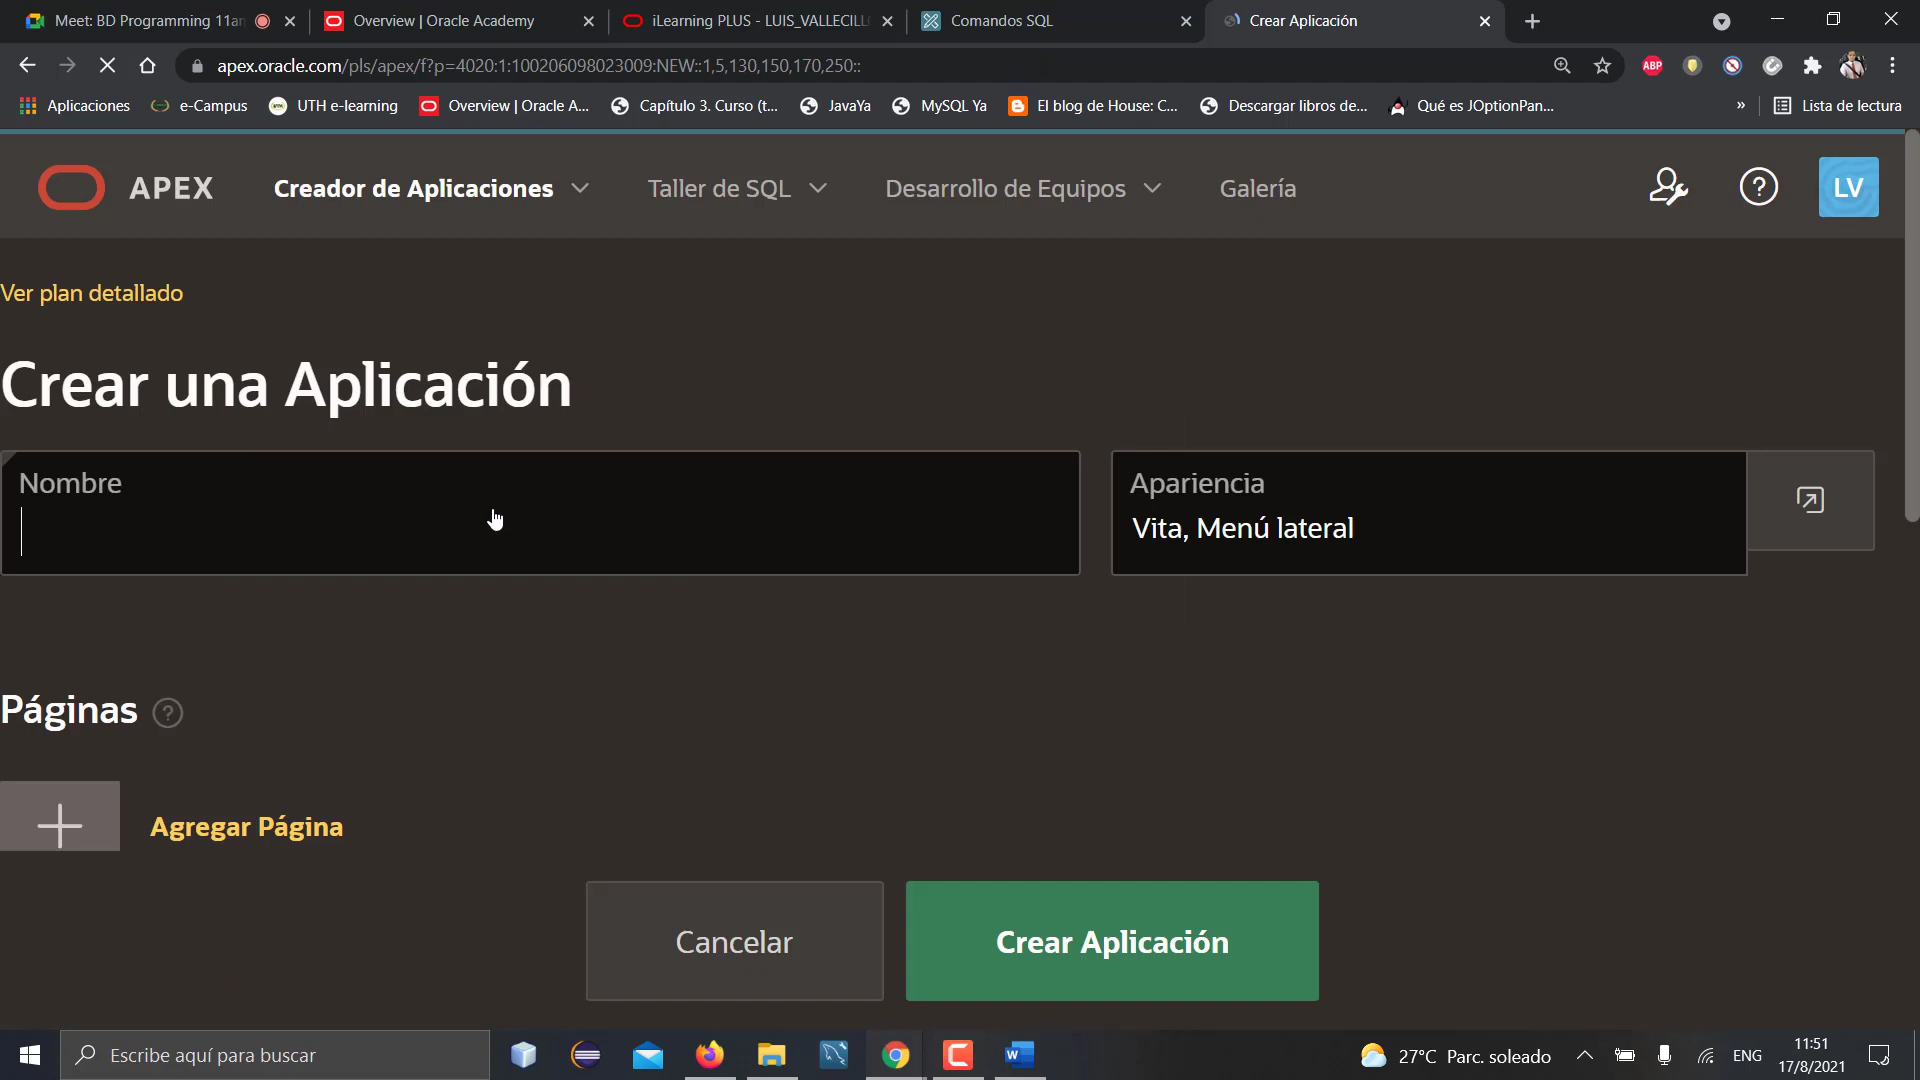 Meet: BD Programming 11am
Overview | Oracle Academy
iLearning PLUS - LUIS_VALLECILLO
Comandos SQL
Crear Aplicación
apex.oracle.com/pls/apex/f?p=4020:1:100206098023009:NEW::1,5,130,150,170,250::
ABP
Aplicaciones
e-Campus
UTH e-learning
Overview | Oracle A...
Capítulo 3. Curso (t...
JavaYa
MySQL Ya
El blog de House: C...
Descargar libros de...
Qué es JOptionPan...
»
Lista de lectura
APEX
Creador de Aplicaciones
Taller de SQL
Desarrollo de Equipos
Galería
LV
Ver plan detallado
Crear una Aplicación
Nombre
Apariencia
Vita, Menú lateral
Páginas
Agregar Página
Cancelar
Crear Aplicación
Escribe aquí para buscar
27°C Parc. soleado
ENG
11:51
17/8/2021